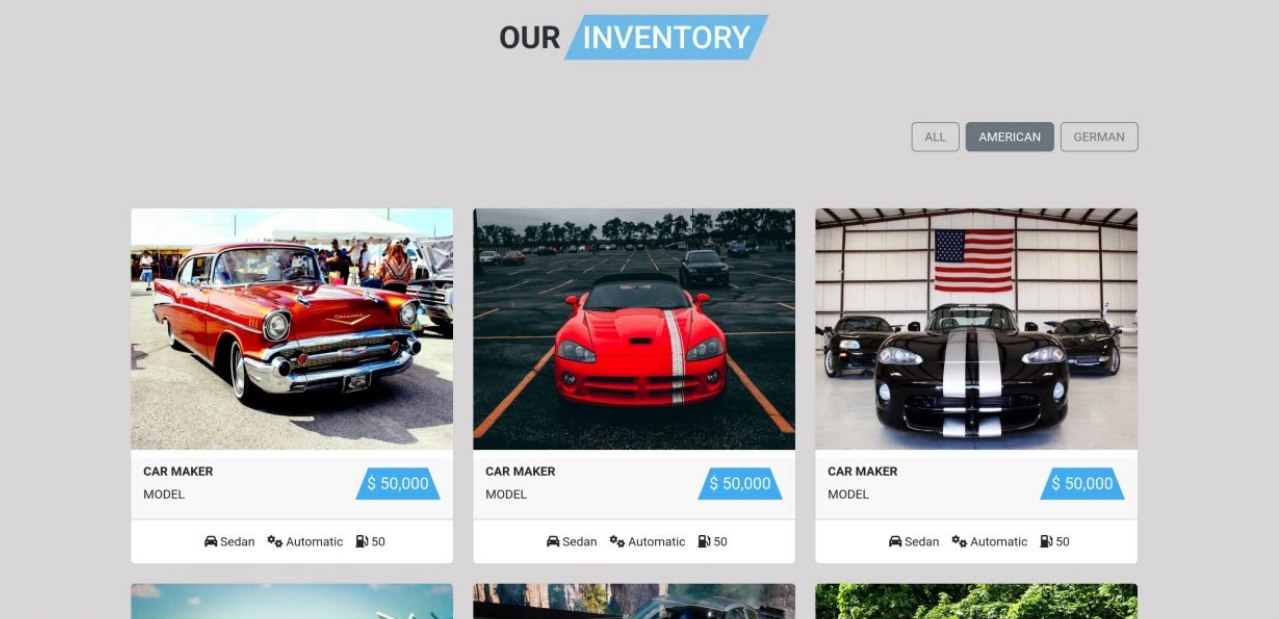 OUR INVENTORY
ALL AMERICAN GERMAN
CAR MAKER
MODEL
$ 50,000
Sedan Automatic 50
CAR MAKER
MODEL
$ 50,000
Sedan Automatic 50
CAR MAKER
MODEL
$ 50,000
Sedan Automatic 50